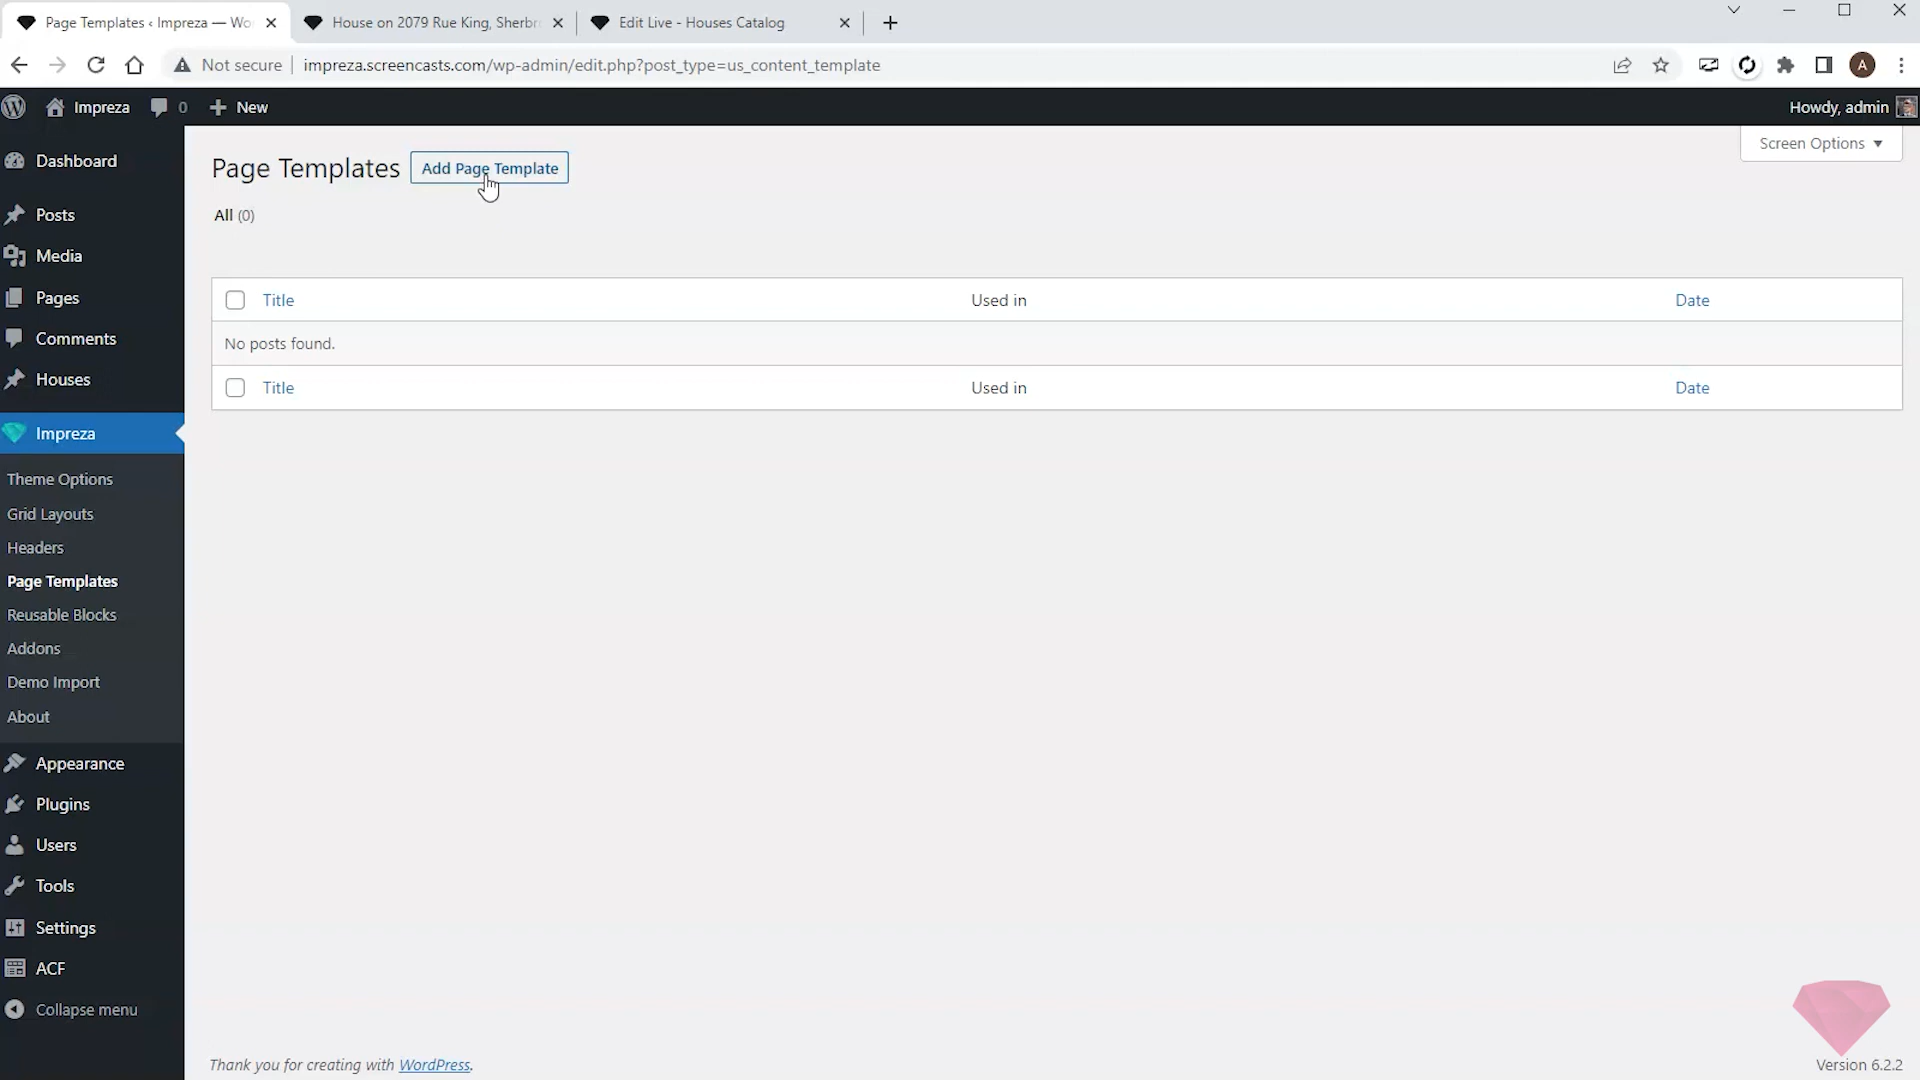 Page Templates ‹ Impreza — Wo
House on 2079 Rue King, Sherbr
Edit Live - Houses Catalog
Not secure
impreza.screencasts.com/wp-admin/edit.php?post_type=us_content_template
A
Impreza
0
New
Howdy, admin
Dashboard
Posts
Media
Pages
Comments
Houses
Impreza
Theme Options
Grid Layouts
Headers
Page Templates
Reusable Blocks
Addons
Demo Import
About
Appearance
Plugins
Users
Tools
Settings
ACF
Collapse menu
Screen Options
Page Templates
Add Page Template
All (0)
Title Used in Date
No posts found.
Title Used in Date
Thank you for creating with WordPress.
Version 6.2.2